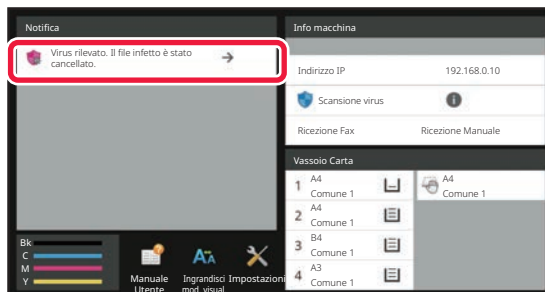 Notifica
Virus rilevato. Il file infetto è stato
cancellato.
Bk
C
M
Y
Manuale
Utente
Ingrandisci
mod. visual
Impostazioni
Info macchina
Indirizzo IP 192.168.0.10
Scansione virus
Ricezione Fax Ricezione Manuale
Vassoio Carta
1 A4
Comune 1
2 A4
Comune 1
3 B4
Comune 1
4 A3
Comune 1
A4
Comune 1